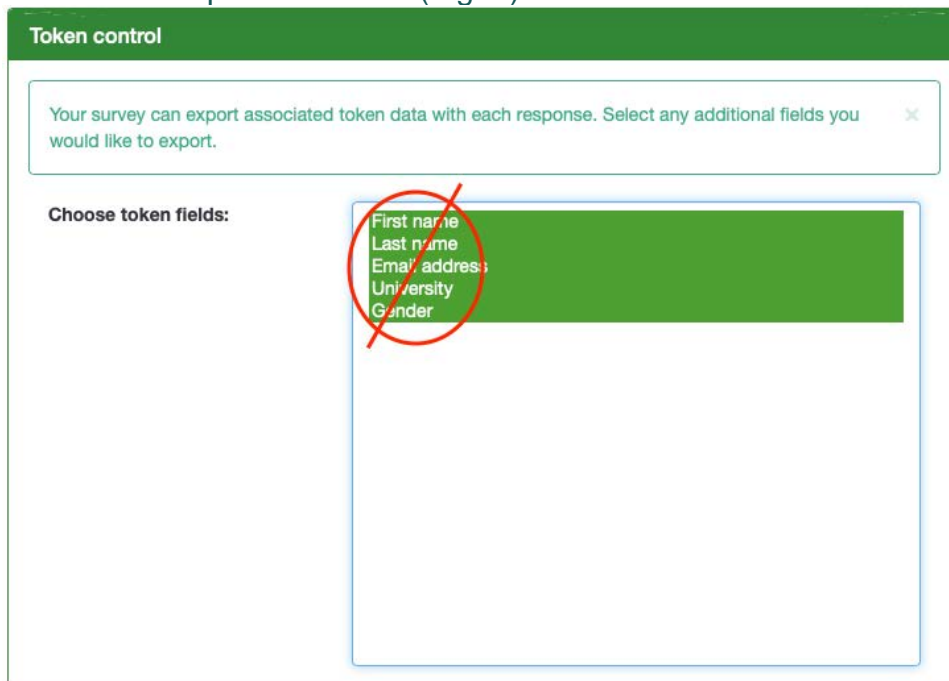 Token control
Your survey can export associated token data with each response. Select any additional fields you
would like to export.
Choose token fields:
First name
Last name
Email address
University
Gender